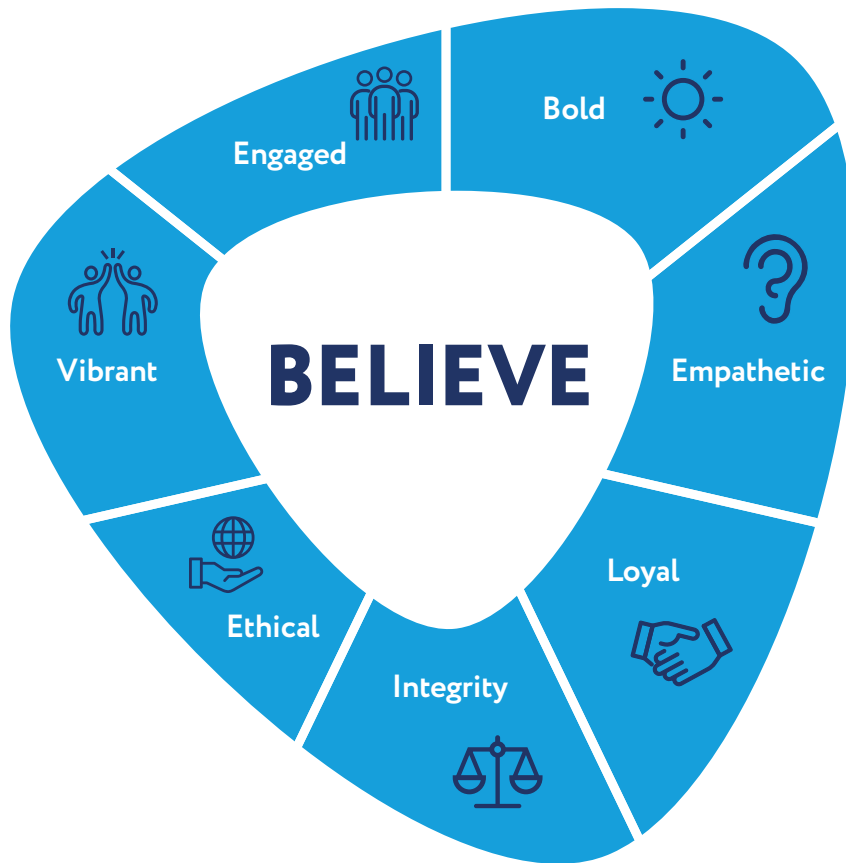 BELIEVE
Bold
Empathetic
Loyal
Integrity
Ethical
Vibrant
Engaged